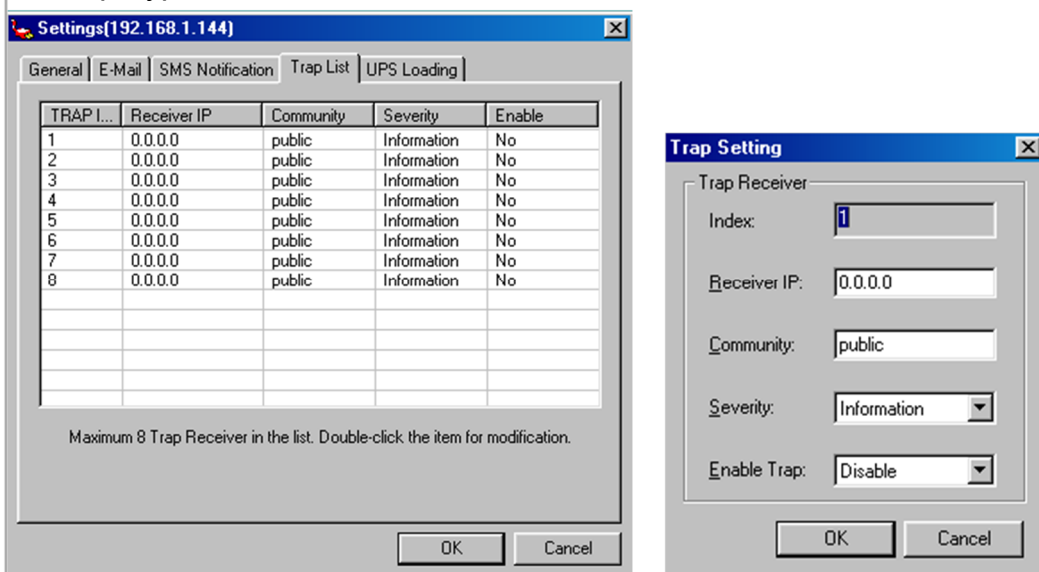 Settings(192.168.1.144)
General E-Mail SMS Notification Trap List UPS Loading
TRAP I... Receiver IP Community Severity Enable
1 0.0.0.0 public Information No
2 0.0.0.0 public Information No
3 0.0.0.0 public Information No
4 0.0.0.0 public Information No
5 0.0.0.0 public Information No
6 0.0.0.0 public Information No
7 0.0.0.0 public Information No
8 0.0.0.0 public Information No
Maximum 8 Trap Receiver in the list. Double-click the item for modification.
OK Cancel
Trap Setting
Trap Receiver
Index: 1
Receiver IP: 0.0.0.0
Community: public
Severity: Information
Enable Trap: Disable
OK Cancel